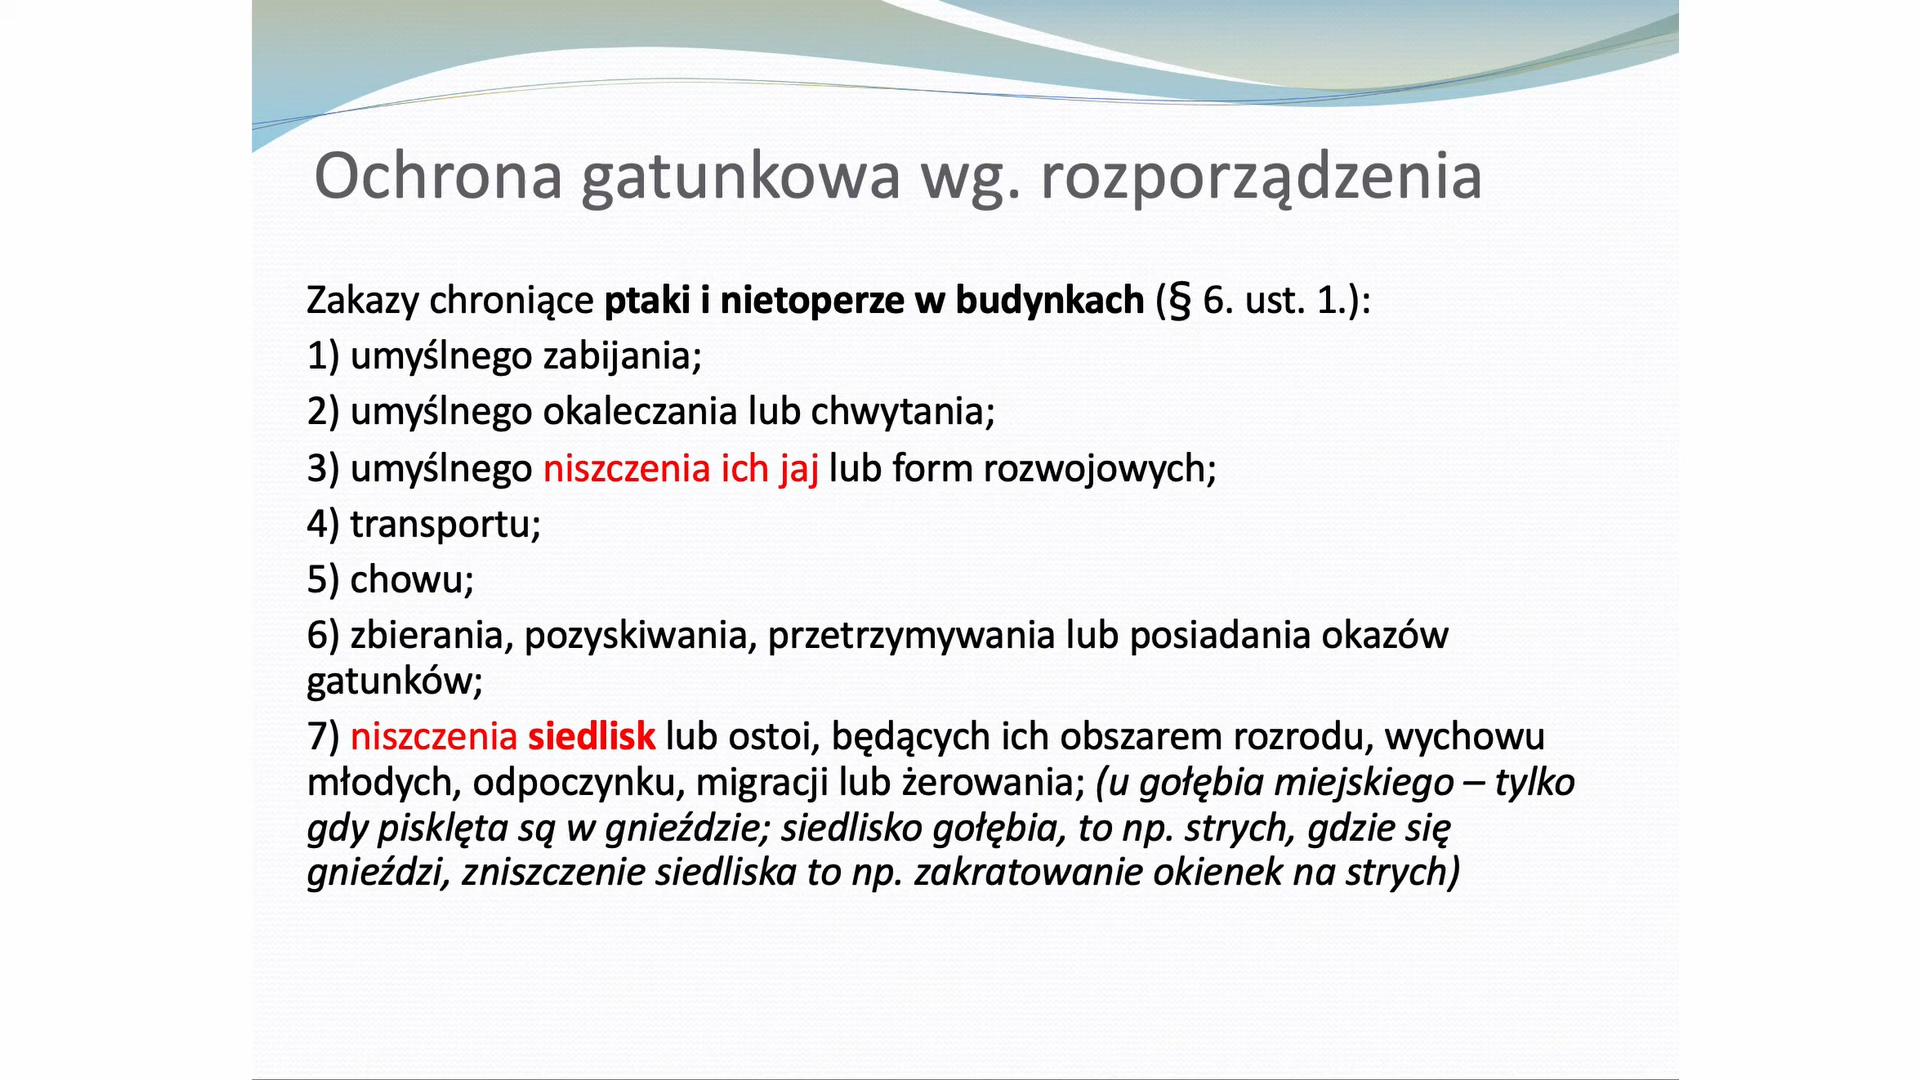 Ochrona gatunkowa wg. rozporządzenia
Zakazy chroniące ptaki i nietoperze w budynkach (§ 6. ust. 1.):
1) umyślnego zabijania;
2) umyślnego okaleczania lub chwytania;
3) umyślnego niszczenia ich jaj lub form rozwojowych;
4) transportu;
5) chowu;
6) zbierania, pozyskiwania, przetrzymywania lub posiadania okazów
gatunków;
7) niszczenia siedlisk lub ostoi, będących ich obszarem rozrodu, wychowu
młodych, odpoczynku, migracji lub żerowania; (u gołębia miejskiego – tylko
gdy pisklęta są w gnieździe; siedlisko gołębia, to np. strych, gdzie się
gnieździ, zniszczenie siedliska to np. zakratowanie okienek na strych)